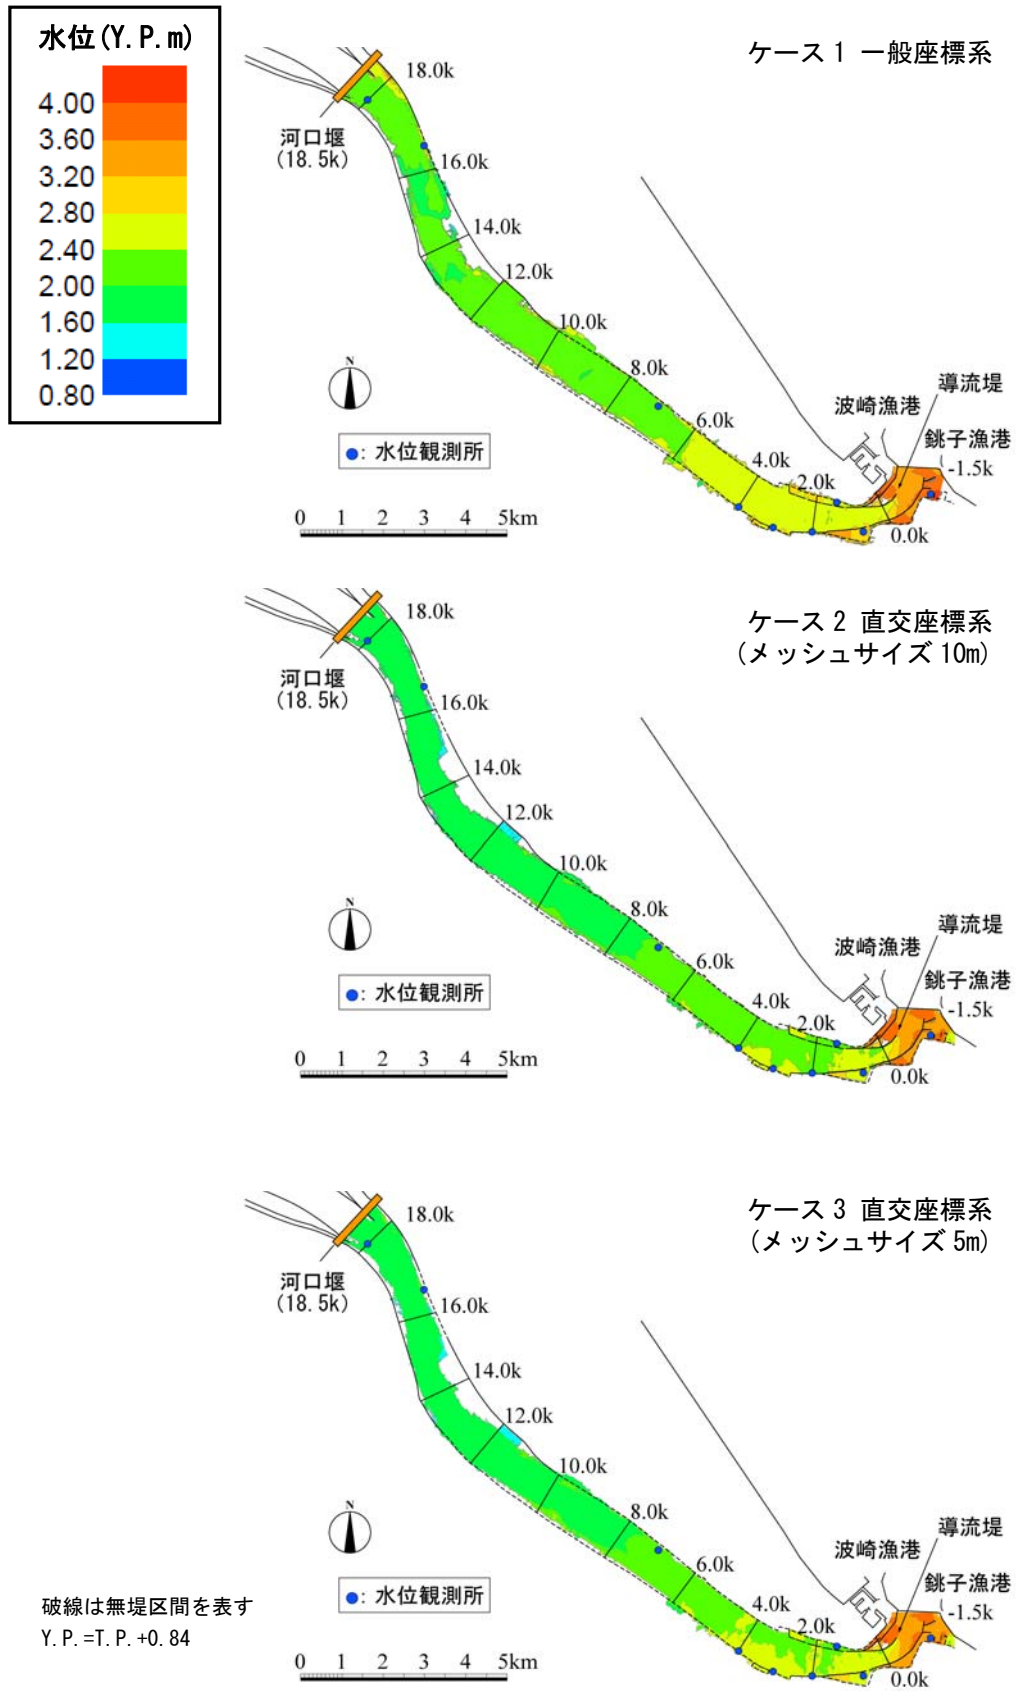 水位(Y.P.m)
4.00
3.60
3.20
2.80
2.40
2.00
1.60
1.20
0.80
ケース1 一般座標系
18.0k
河口堰
(18.5k)
16.0k
14.0k
12.0k
10.0k
8.0k
6.0k
4.0k
2.0k
0.0k
-1.5k
導流堤
波崎漁港
銚子漁港
N
●: 水位観測所
0 1 2 3 4 5km
ケース2 直交座標系
(メッシュサイズ10m)
18.0k
河口堰
(18.5k)
16.0k
14.0k
12.0k
10.0k
8.0k
6.0k
4.0k
2.0k
0.0k
-1.5k
導流堤
波崎漁港
銚子漁港
N
●: 水位観測所
0 1 2 3 4 5km
ケース3 直交座標系
(メッシュサイズ5m)
18.0k
河口堰
(18.5k)
16.0k
14.0k
12.0k
10.0k
8.0k
6.0k
4.0k
2.0k
0.0k
-1.5k
導流堤
波崎漁港
銚子漁港
N
●: 水位観測所
0 1 2 3 4 5km
破線は無堤区間を表す
Y.P.=T.P.+0.84